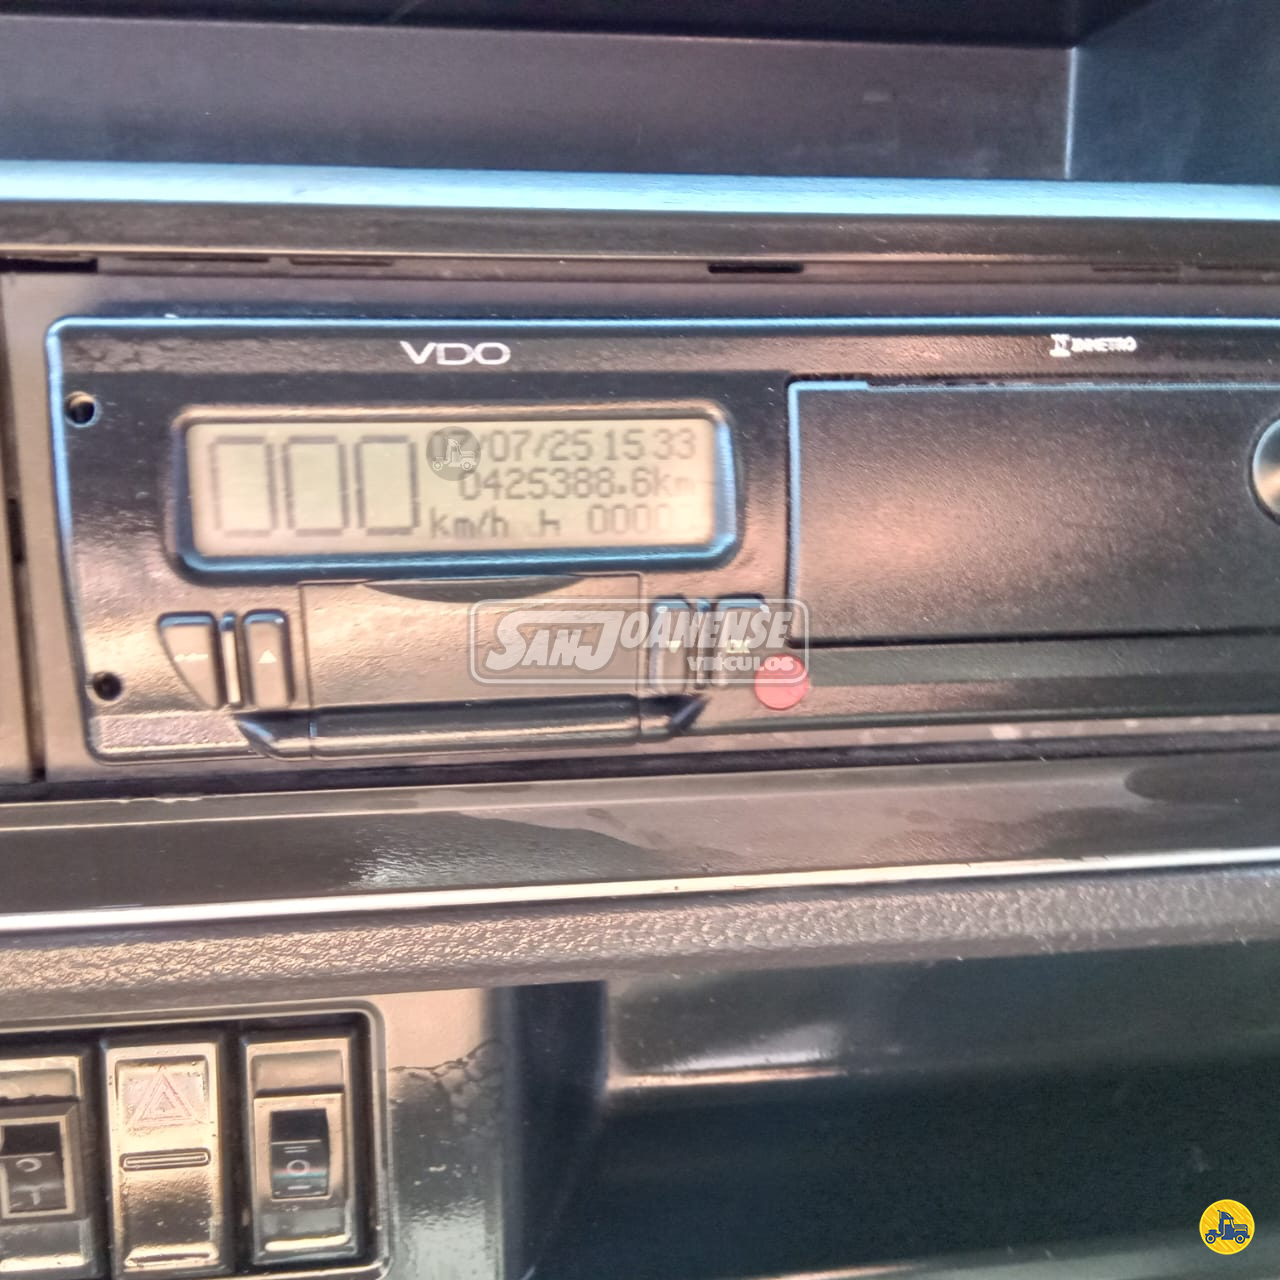 VDO
INMETRO
/07/25 15 33
0425388.6km
000
km/h 0000
SANJOANENSE
VEÍCULOS